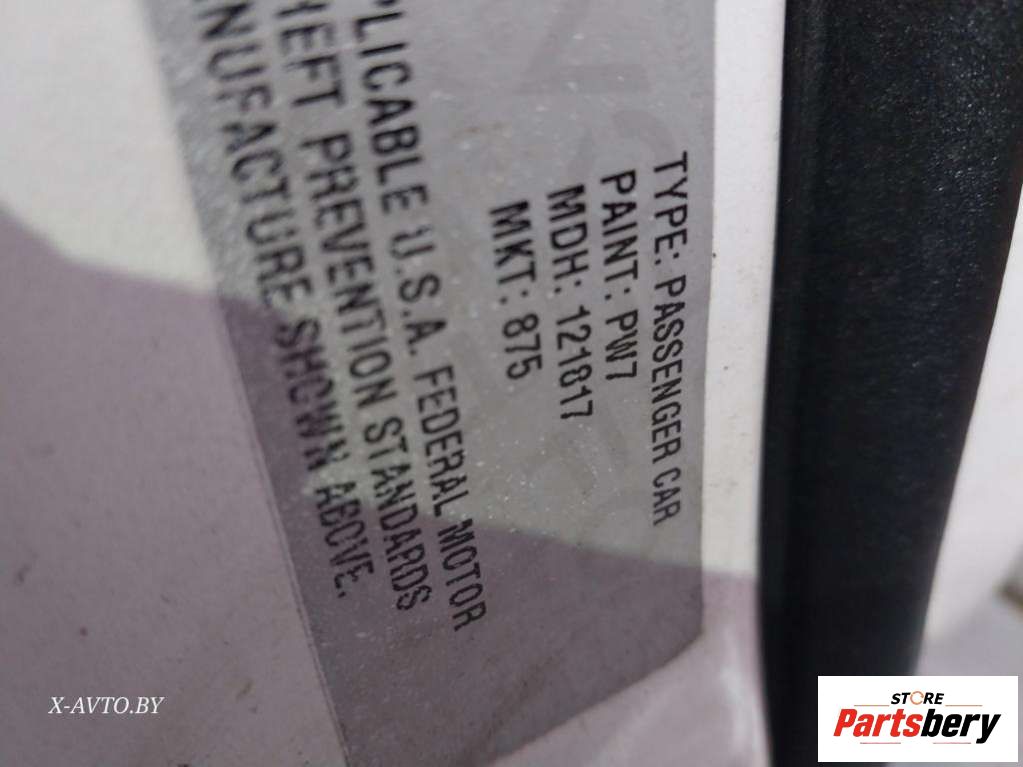 PLICABLE U.S.A. FEDERAL MOTOR
HEFT PREVENTION STANDARDS
NUFACTURE SHOWN ABOVE.
TYPE: PASSENGER CAR
PAINT: PW7
MDH: 121817
MKT: 875
X-AVTO.BY
STORE
Partsbery